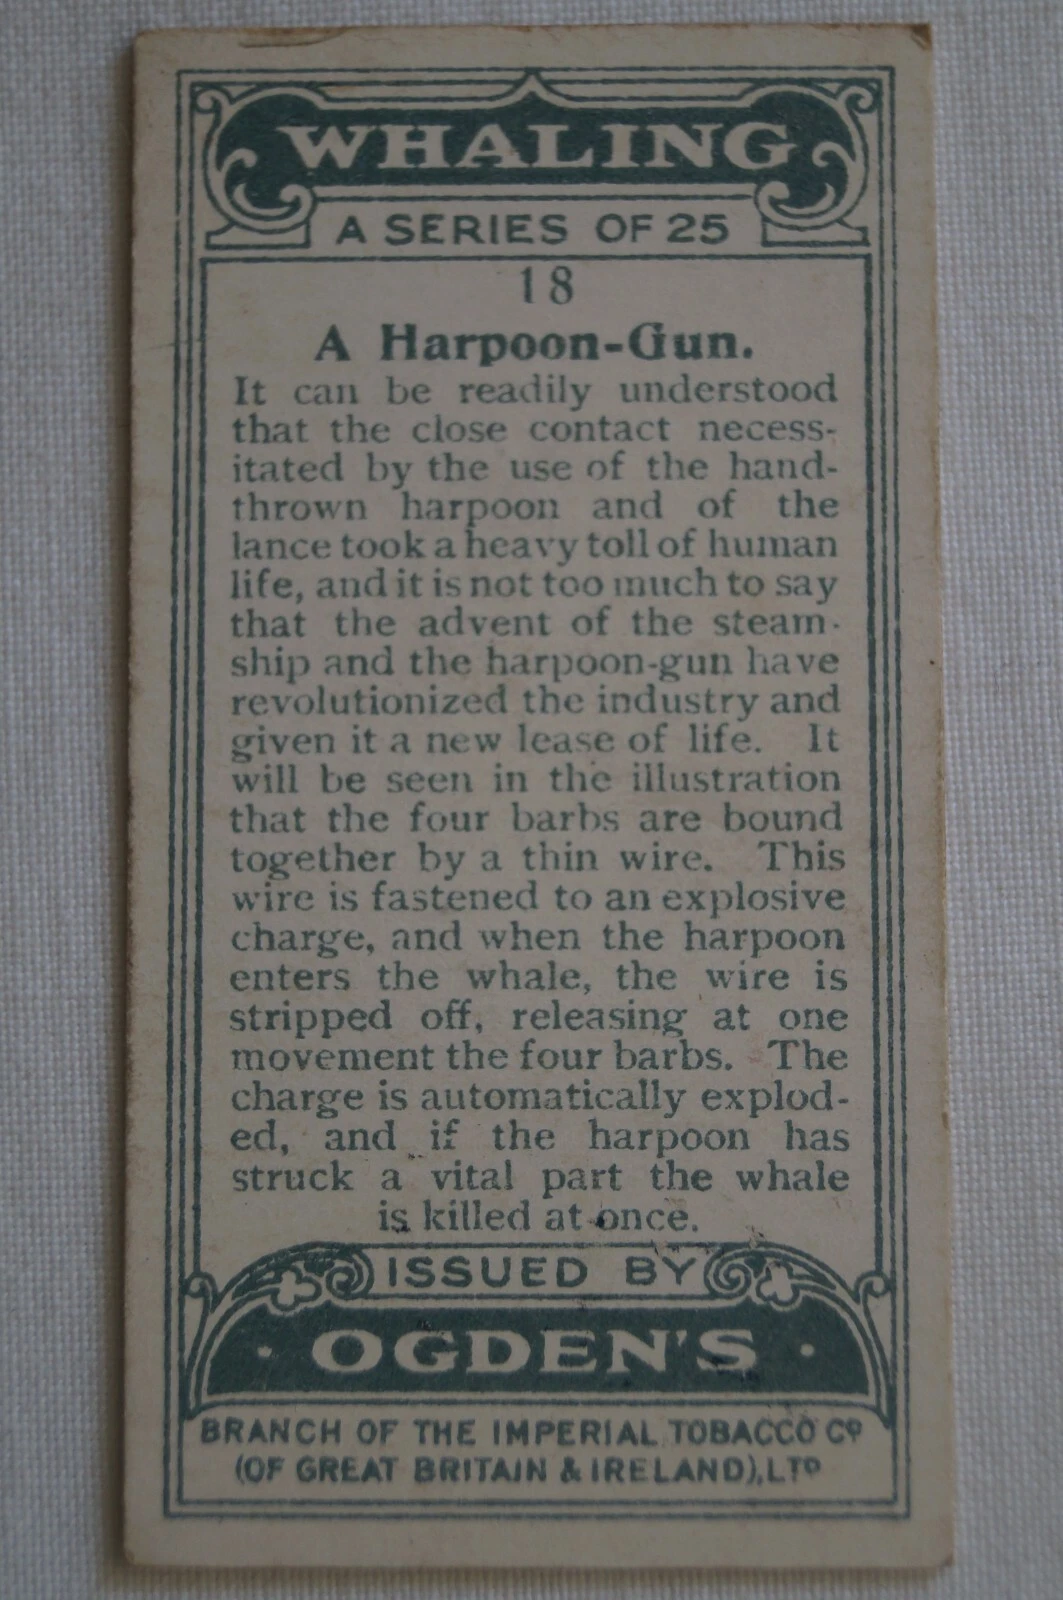 WHALING
A SERIES OF 25
18
A Harpoon-Gun.
It can be readily understood
that the close contact necess-
itated by the use of the hand-
thrown harpoon and of the
lance took a heavy toll of human
life, and it is not too much to say
that the advent of the steam-
ship and the harpoon-gun have
revolutionized the industry and
given it a new lease of life. It
will be seen in the illustration
that the four barbs are bound
together by a thin wire. This
wire is fastened to an explosive
charge, and when the harpoon
enters the whale, the wire is
stripped off, releasing at one
movement the four barbs. The
charge is automatically explod-
ed, and if the harpoon has
struck a vital part the whale
is killed at once.
ISSUED BY
· OGDEN'S ·
BRANCH OF THE IMPERIAL TOBACCO Cº
(OF GREAT BRITAIN & IRELAND), LTD